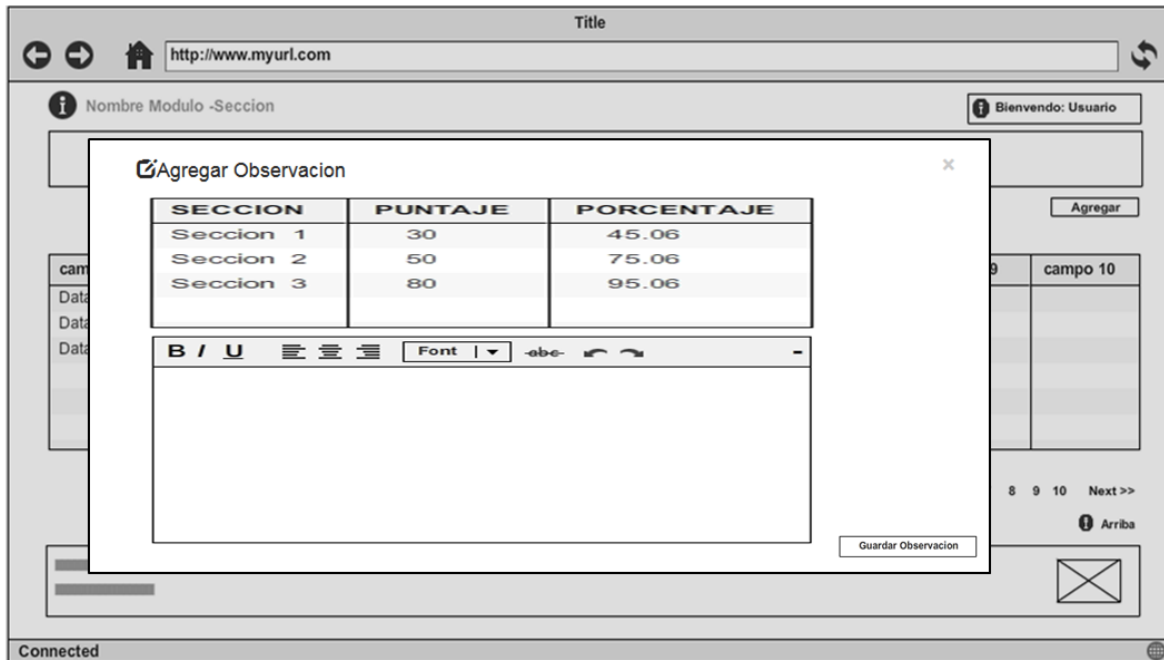 Title
http://www.myurl.com
Nombre Modulo -Seccion
Bienvendo: Usuario
Agregar Observacion
×
Agregar
SECCION PUNTAJE PORCENTAJE
Seccion 1 30 45.06
Seccion 2 50 75.06
Seccion 3 80 95.06
cam 9 campo 10
Data
Data
Data
B I U Font abc
8 9 10 Next >>
Arriba
Guardar Observacion
Connected